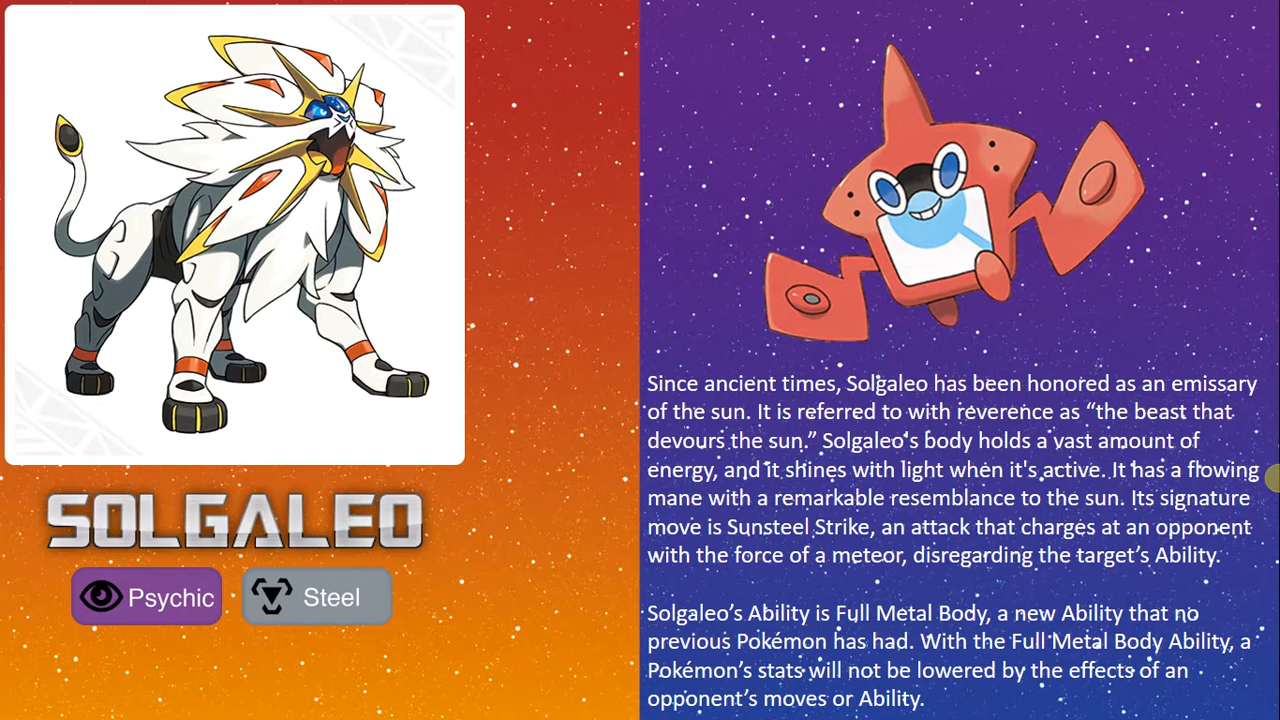 SOLGALEO
Psychic
Steel
Since ancient times, Solgaleo has been honored as an emissary
of the sun. It is referred to with reverence as “the beast that
devours the sun.” Solgaleo's body holds a vast amount of
energy, and it shines with light when it's active. It has a flowing
mane with a remarkable resemblance to the sun. Its signature
move is Sunsteel Strike, an attack that charges at an opponent
with the force of a meteor, disregarding the target’s Ability.
Solgaleo’s Ability is Full Metal Body, a new Ability that no
previous Pokémon has had. With the Full Metal Body Ability, a
Pokémon’s stats will not be lowered by the effects of an
opponent’s moves or Ability.